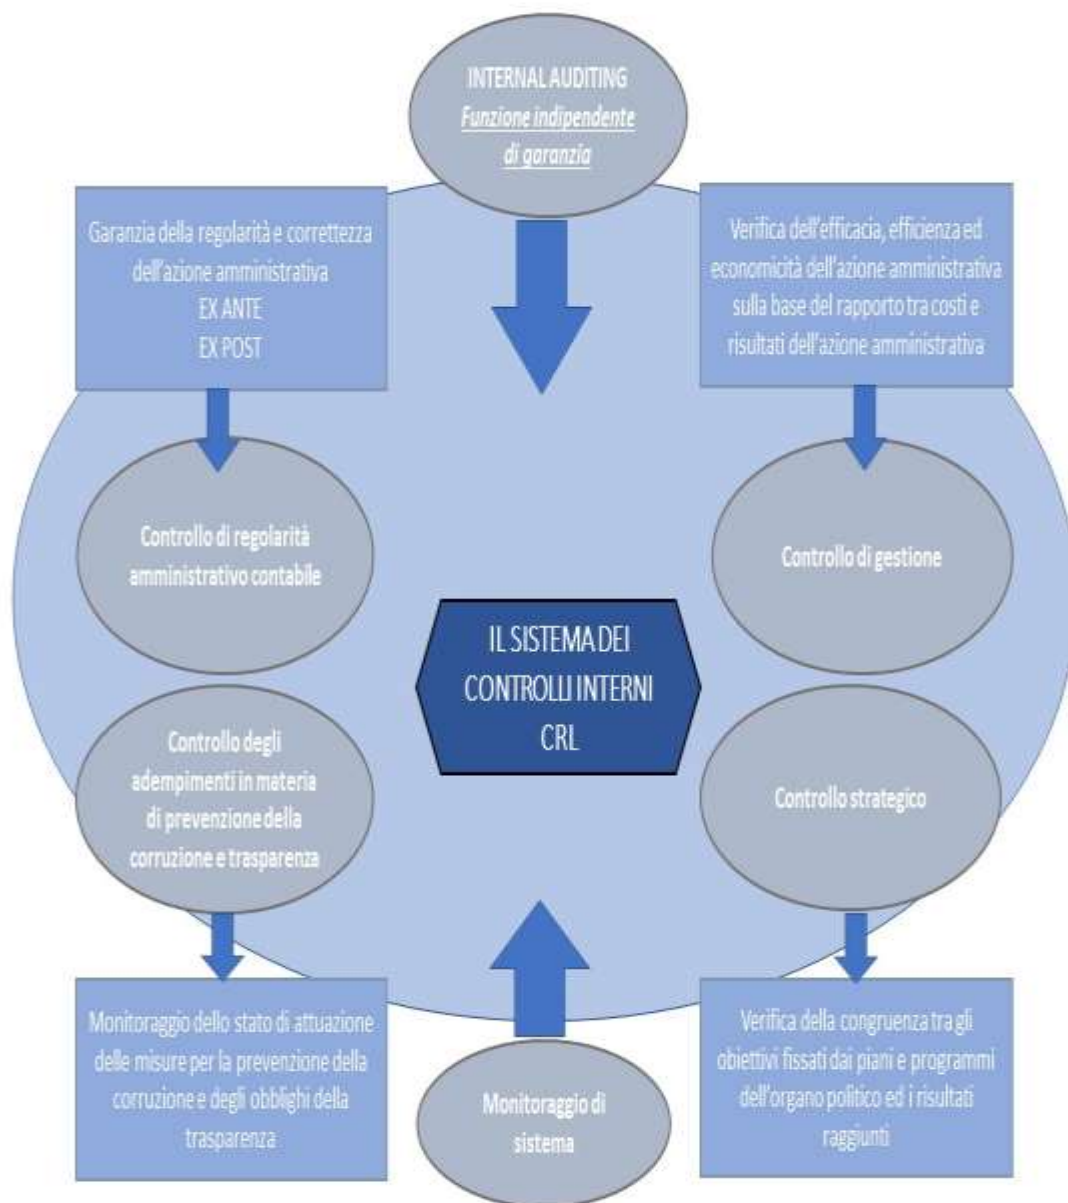 INTERNAL AUDITING
Funzione indipendente
di garanzia
Garanzia della regolarità e correttezza
dell'azione amministrativa
EX ANTE
EX POST
Verifica dell'efficacia, efficienza ed
economicità dell'azione amministrativa
sulla base del rapporto tra costi e
risultati dell'azione amministrativa
Controllo di regolarità
amministrativo contabile
Controllo di gestione
IL SISTEMA DEI
CONTROLLI INTERNI
CRL
Controllo degli
adempimenti in materia
di prevenzione della
corruzione e trasparenza
Controllo strategico
Monitoraggio dello stato di attuazione
delle misure per la prevenzione della
corruzione e degli obblighi della
trasparenza
Monitoraggio di
sistema
Verifica della congruenza tra gli
obiettivi fissati dai piani e programmi
dell'organo politico ed i risultati
raggiunti